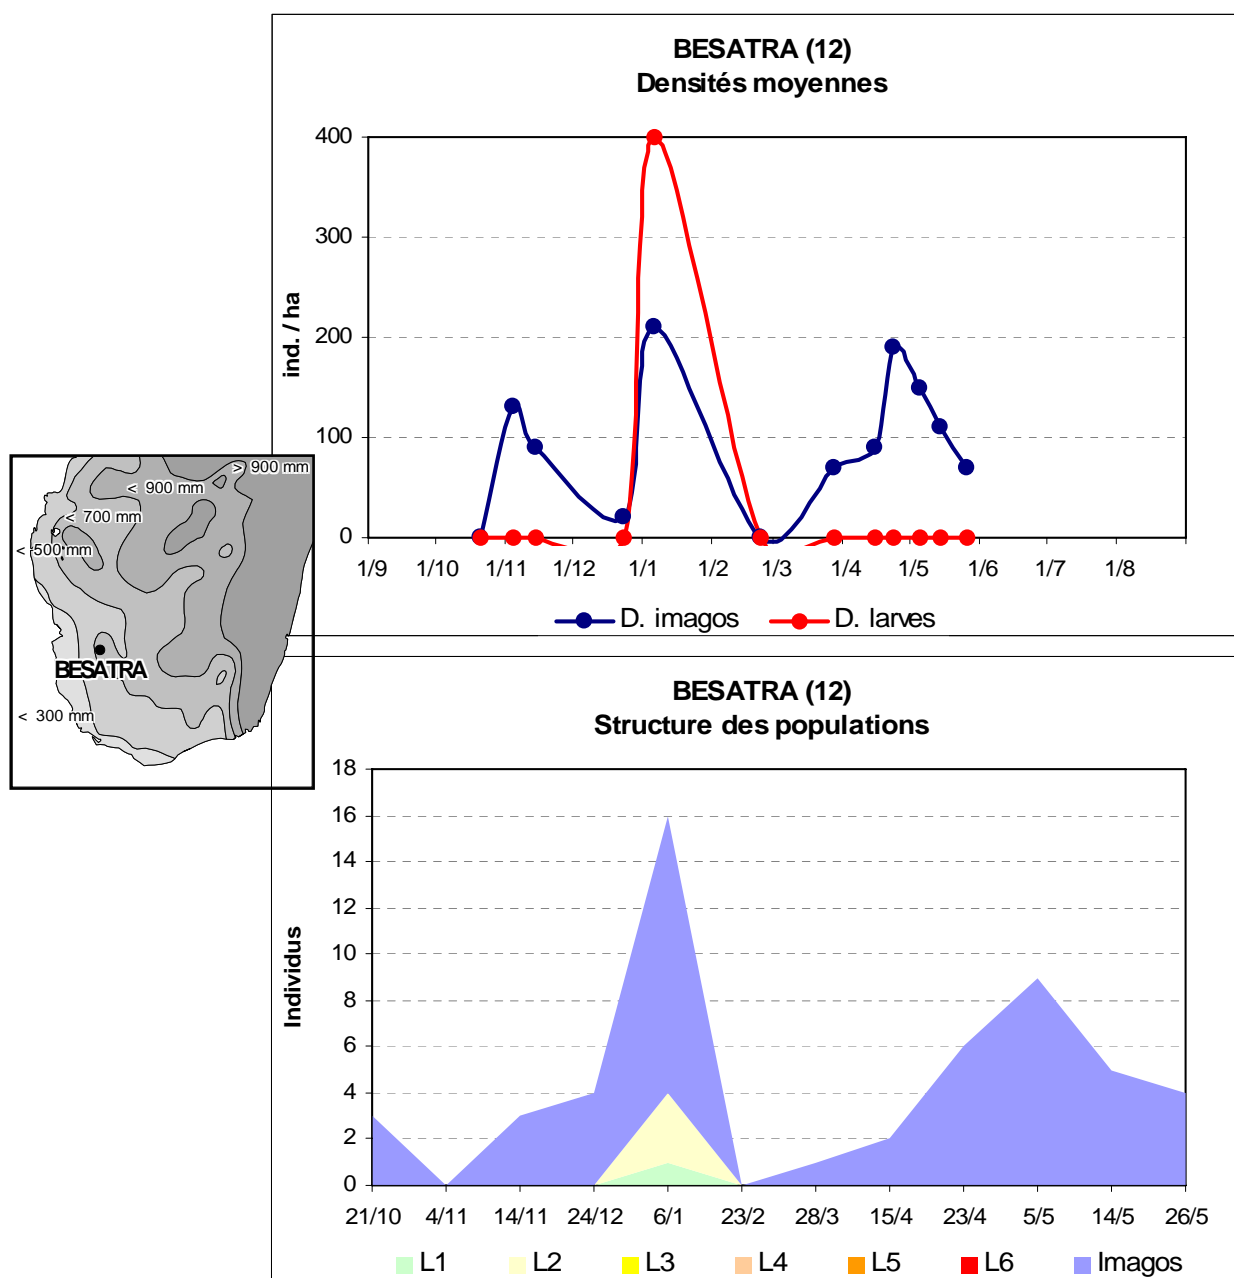 BESATRA (12)
Densités moyennes
400
300
200
100
0
ind. / ha
1/9 1/10 1/11 1/12 1/1 1/2 1/3 1/4 1/5 1/6 1/7 1/8
D. imagos D. larves
> 900 mm
< 900 mm
< 700 mm
< 500 mm
BESATRA
< 300 mm
BESATRA (12)
Structure des populations
18
16
14
12
10
8
6
4
2
0
Individus
21/10 4/11 14/11 24/12 6/1 23/2 28/3 15/4 23/4 5/5 14/5 26/5
L1 L2 L3 L4 L5 L6 Imagos